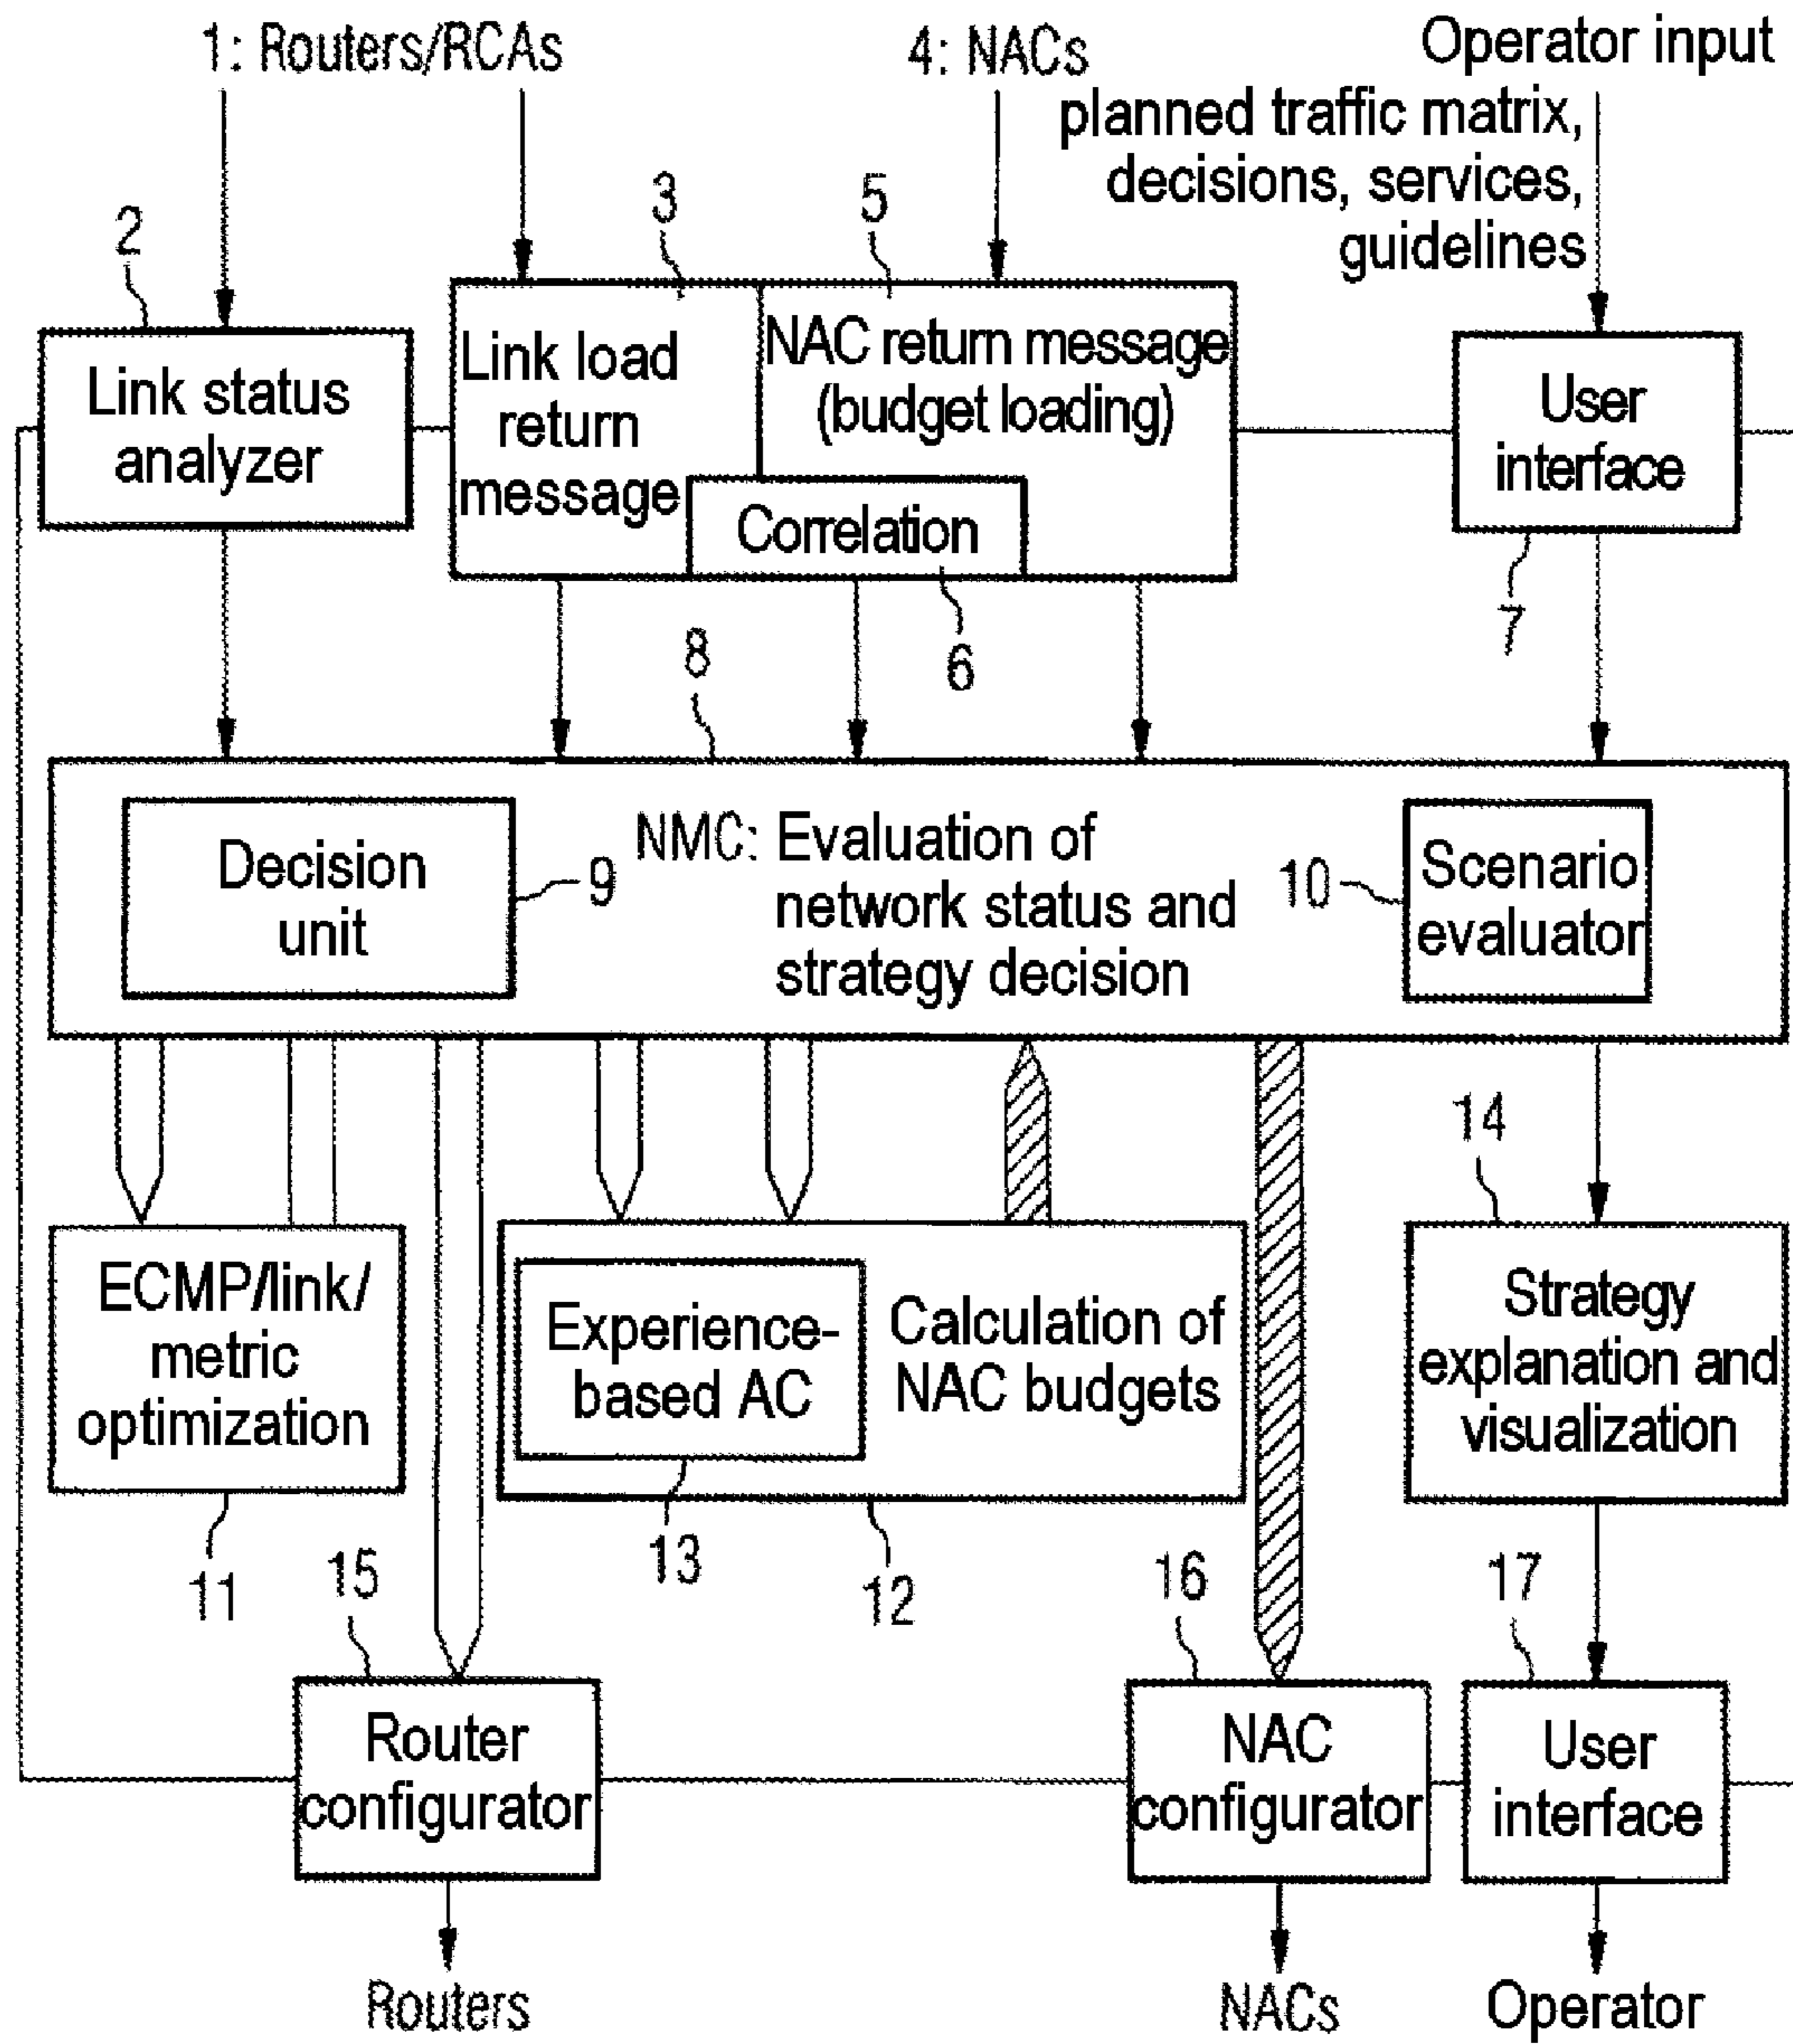 1: Routers/RCAs
4: NACs
Operator input
planned traffic matrix,
decisions, services,
guidelines
2
3
5
Link status
analyzer
Link load
return
message
NAC return message
(budget loading)
Correlation
User
interface
6
7
8
Decision
unit
9
NMC: Evaluation of
network status and
strategy decision
10
Scenario
evaluator
14
ECMP/link/
metric
optimization
Experience-
based AC
Calculation of
NAC budgets
Strategy
explanation and
visualization
11
15
13
12
16
17
Router
configurator
NAC
configurator
User
interface
Routers
NACs
Operator